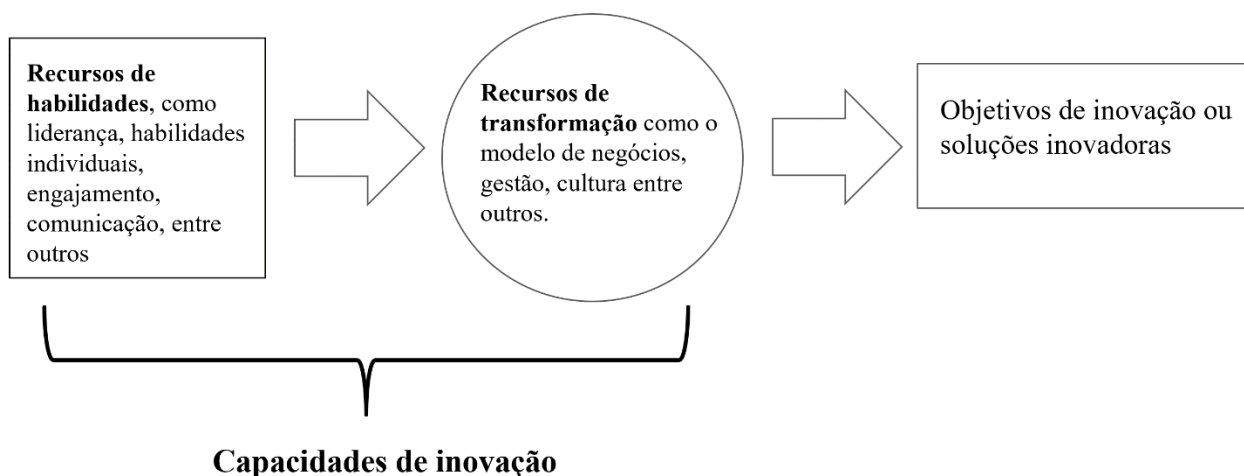 Recursos de
habilidades, como
liderança, habilidades
individuais,
engajamento,
comunicação, entre
outros
Recursos de
transformação como o
modelo de negócios,
gestão, cultura entre
outros.
Objetivos de inovação ou
soluções inovadoras
Capacidades de inovação